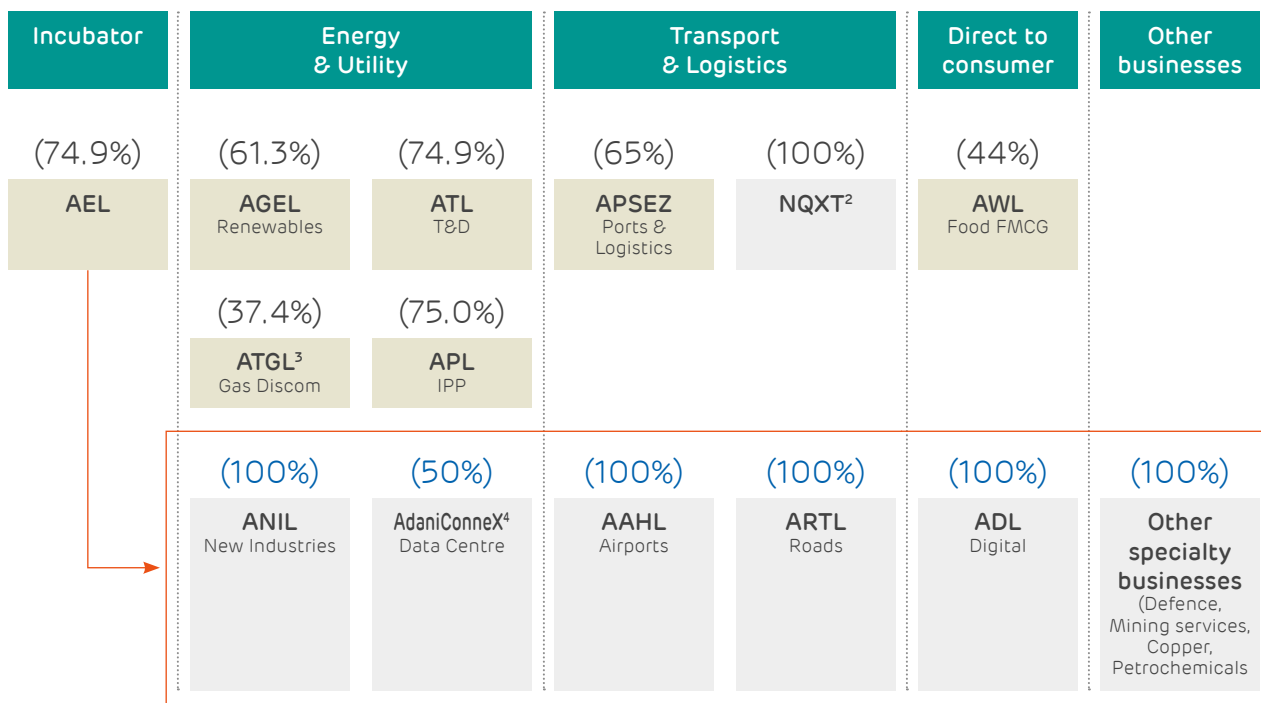 Incubator
Energy
& Utility
Transport
& Logistics
Direct to
consumer
Other
businesses
(74.9%)
AEL
(61.3%)
AGEL
Renewables
(74.9%)
ATL
T&D
(65%)
APSEZ
Ports &
Logistics
(100%)
NQXT²
(44%)
AWL
Food FMCG
(37.4%)
ATGL³
Gas Discom
(75.0%)
APL
IPP
(100%)
ANIL
New Industries
(50%)
AdaniConneX⁴
Data Centre
(100%)
AAHL
Airports
(100%)
ARTL
Roads
(100%)
ADL
Digital
(100%)
Other
specialty
businesses
(Defence,
Mining services,
Copper,
Petrochemicals